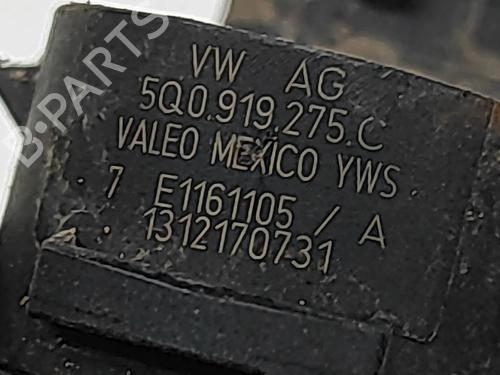 VW AG
5Q0.919.275.C
VALEO MEXICO YWS.
. 7 E1161105 / A
1312170731
B-PARTS